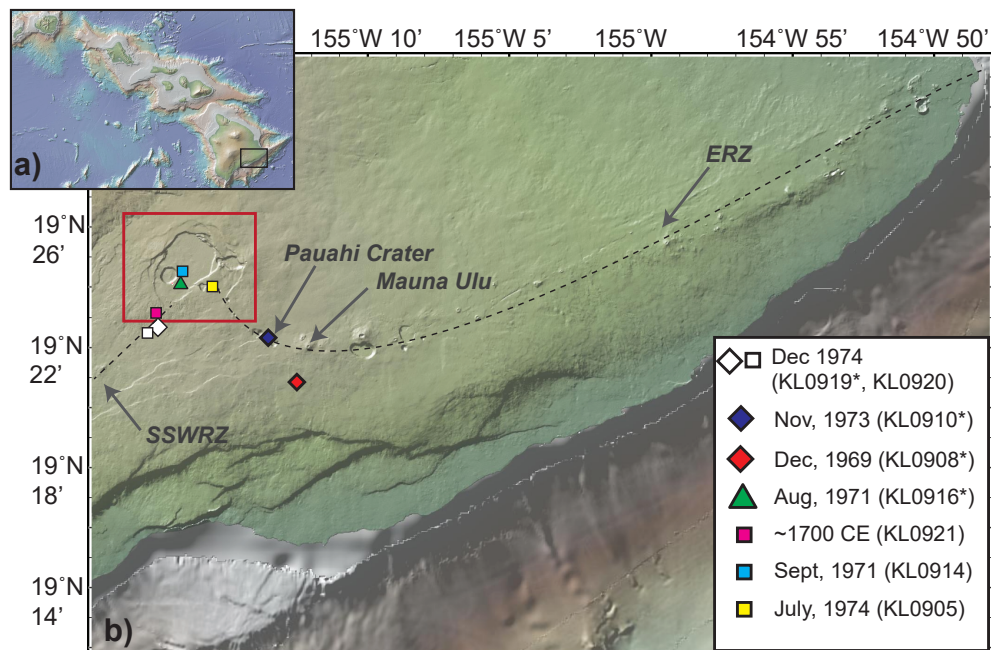 a)
155˚W 10' 155˚W 5' 155˚W 154˚W 55' 154˚W 50'
19˚N
26'
19˚N
22'
19˚N
18'
19˚N
14'
ERZ
Pauahi Crater
Mauna Ulu
SSWRZ
b)
Dec 1974
(KL0919*, KL0920)
Nov, 1973 (KL0910*)
Dec, 1969 (KL0908*)
Aug, 1971 (KL0916*)
~1700 CE (KL0921)
Sept, 1971 (KL0914)
July, 1974 (KL0905)